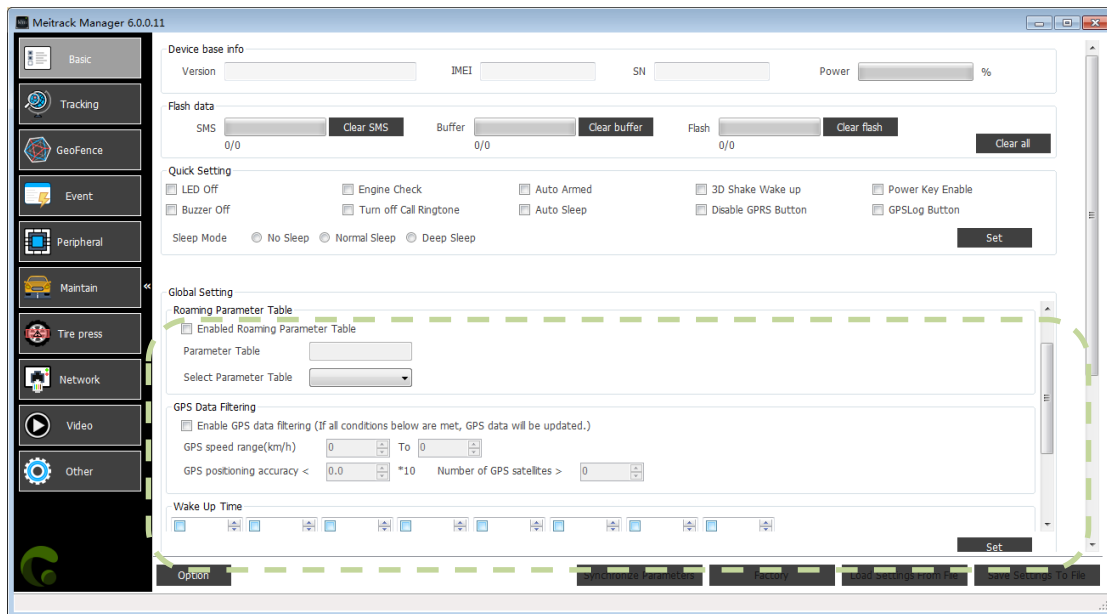 Meitrack Manager 6.0.0.11
Basic
Tracking
GeoFence
Event
Peripheral
Maintain
«
Tire press
Network
Video
Other
Device base info
Version IMEI SN Power %
Flash data
SMS Clear SMS Buffer Clear buffer Flash Clear flash
0/0 0/0 0/0 Clear all
Quick Setting
LED Off Engine Check Auto Armed 3D Shake Wake up Power Key Enable
Buzzer Off Turn off Call Ringtone Auto Sleep Disable GPRS Button GPSLog Button
Sleep Mode No Sleep Normal Sleep Deep Sleep Set
Global Setting
Roaming Parameter Table
Enabled Roaming Parameter Table
Parameter Table
Select Parameter Table
GPS Data Filtering
Enable GPS data filtering (If all conditions below are met, GPS data will be updated.)
GPS speed range(km/h) 0 To 0
GPS positioning accuracy < 0.0 *10 Number of GPS satellites > 0
Wake Up Time
Set
Option Synchronize Parameters Factory Load Settings From File Save Settings To File